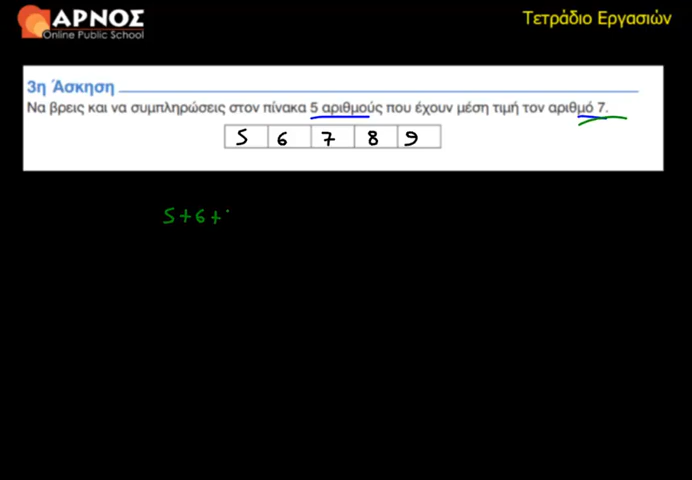 ΑΡΝΟΣ
Online Public School
Τετράδιο Εργασιών
3η Άσκηση
Να βρεις και να συμπληρώσεις στον πίνακα 5 αριθμούς που έχουν μέση τιμή τον αριθμό 7.
5 6 7 8 9
5+6+